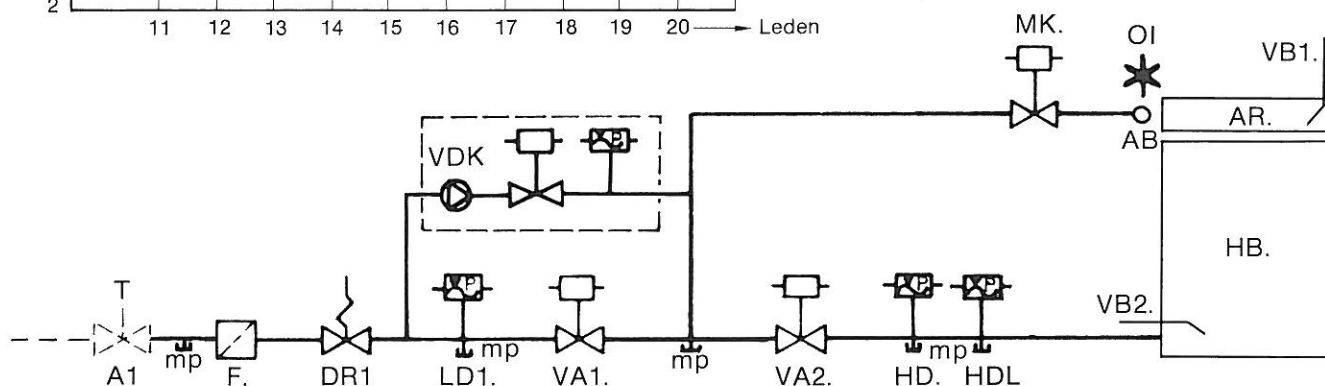 2
11 12 13 14 15 16 17 18 19 20 Leden
MK. OI VB1.
AR.
AB
VDK P.
HB.
T P. P. P.
VB2.
mp mp mp mp
A1 F. DR1 LD1. VA1. VA2. HD. HDL